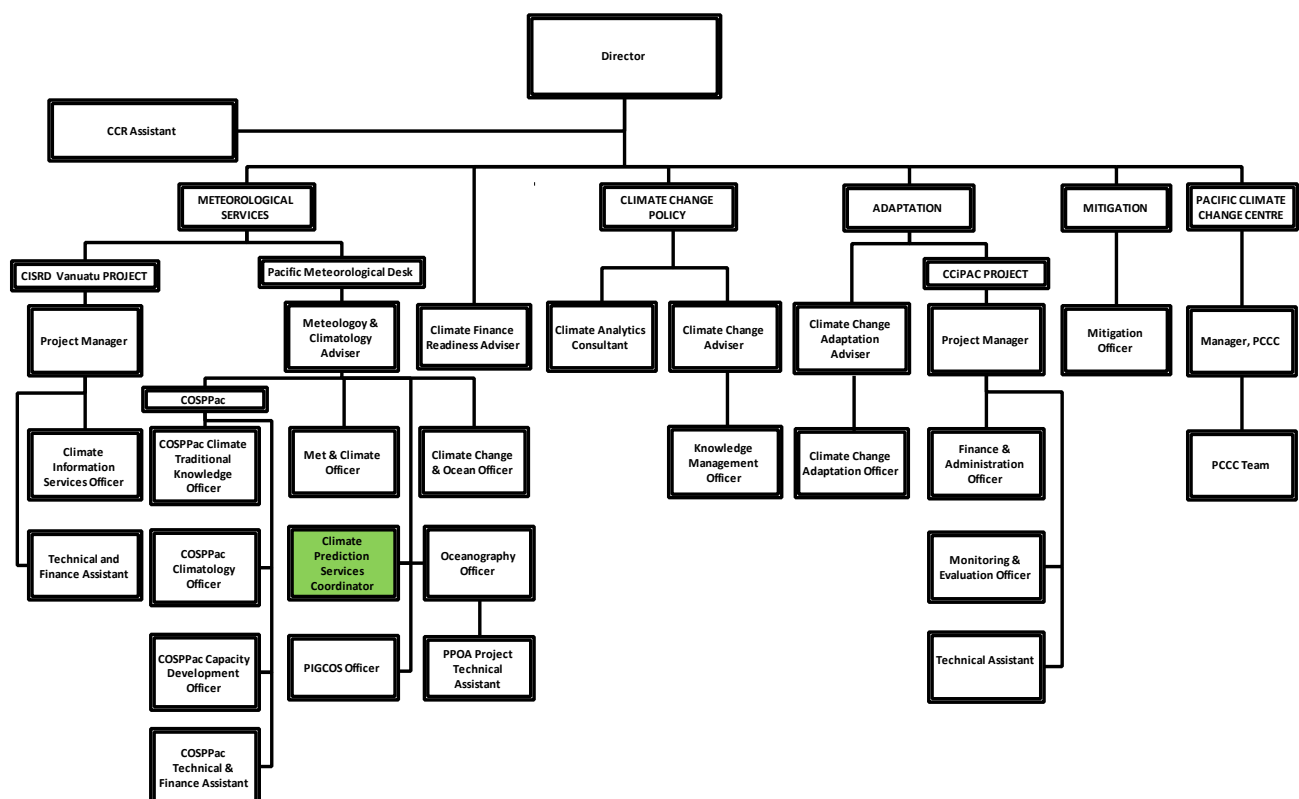 Director
CCR Assistant
METEOROLOGICAL
SERVICES
CLIMATE CHANGE
POLICY
ADAPTATION
MITIGATION
PACIFIC CLIMATE
CHANGE CENTRE
CISRD Vanuatu PROJECT
Pacific Meteorological Desk
CCiPAC PROJECT
Project Manager
Meteologoy &
Climatology
Adviser
Climate Finance
Readiness Adviser
Climate Analytics
Consultant
Climate Change
Adviser
Climate Change
Adaptation
Adviser
Project Manager
Mitigation
Officer
Manager, PCCC
COSPPac
Climate
Information
Services Officer
COSPPac Climate
Traditional
Knowledge
Officer
Met & Climate
Officer
Climate Change
& Ocean Officer
Knowledge
Management
Officer
Climate Change
Adaptation Officer
Finance &
Administration
Officer
PCCC Team
Technical and
Finance Assistant
COSPPac
Climatology
Officer
Climate
Prediction
Services
Coordinator
Oceanography
Officer
Monitoring &
Evaluation Officer
COSPPac Capacity
Development
Officer
PIGCOS Officer
PPOA Project
Technical
Assistant
Technical Assistant
COSPPac
Technical &
Finance Assistant